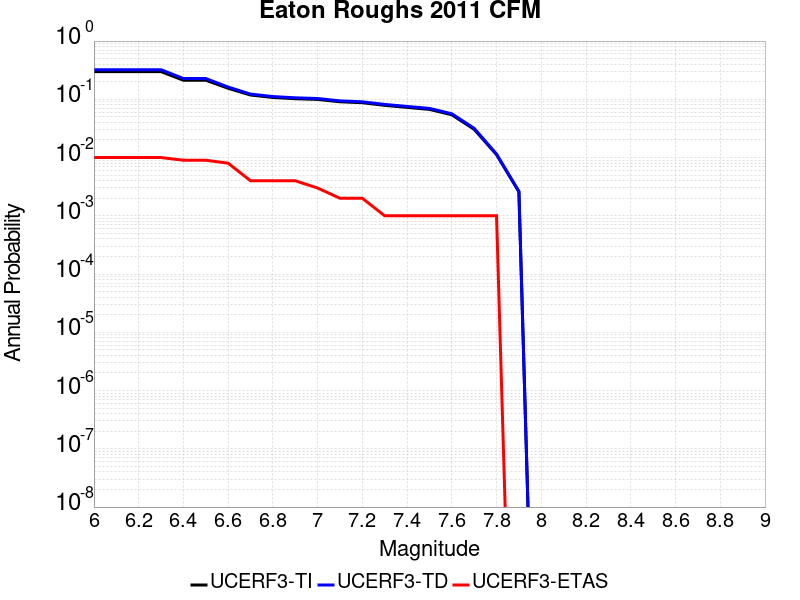 Eaton Roughs 2011 CFM
Annual Probability
10^0
10^-1
10^-2
10^-3
10^-4
10^-5
10^-6
10^-7
10^-8
6 6.2 6.4 6.6 6.8 7 7.2 7.4 7.6 7.8 8 8.2 8.4 8.6 8.8 9
Magnitude
UCERF3-TI UCERF3-TD UCERF3-ETAS